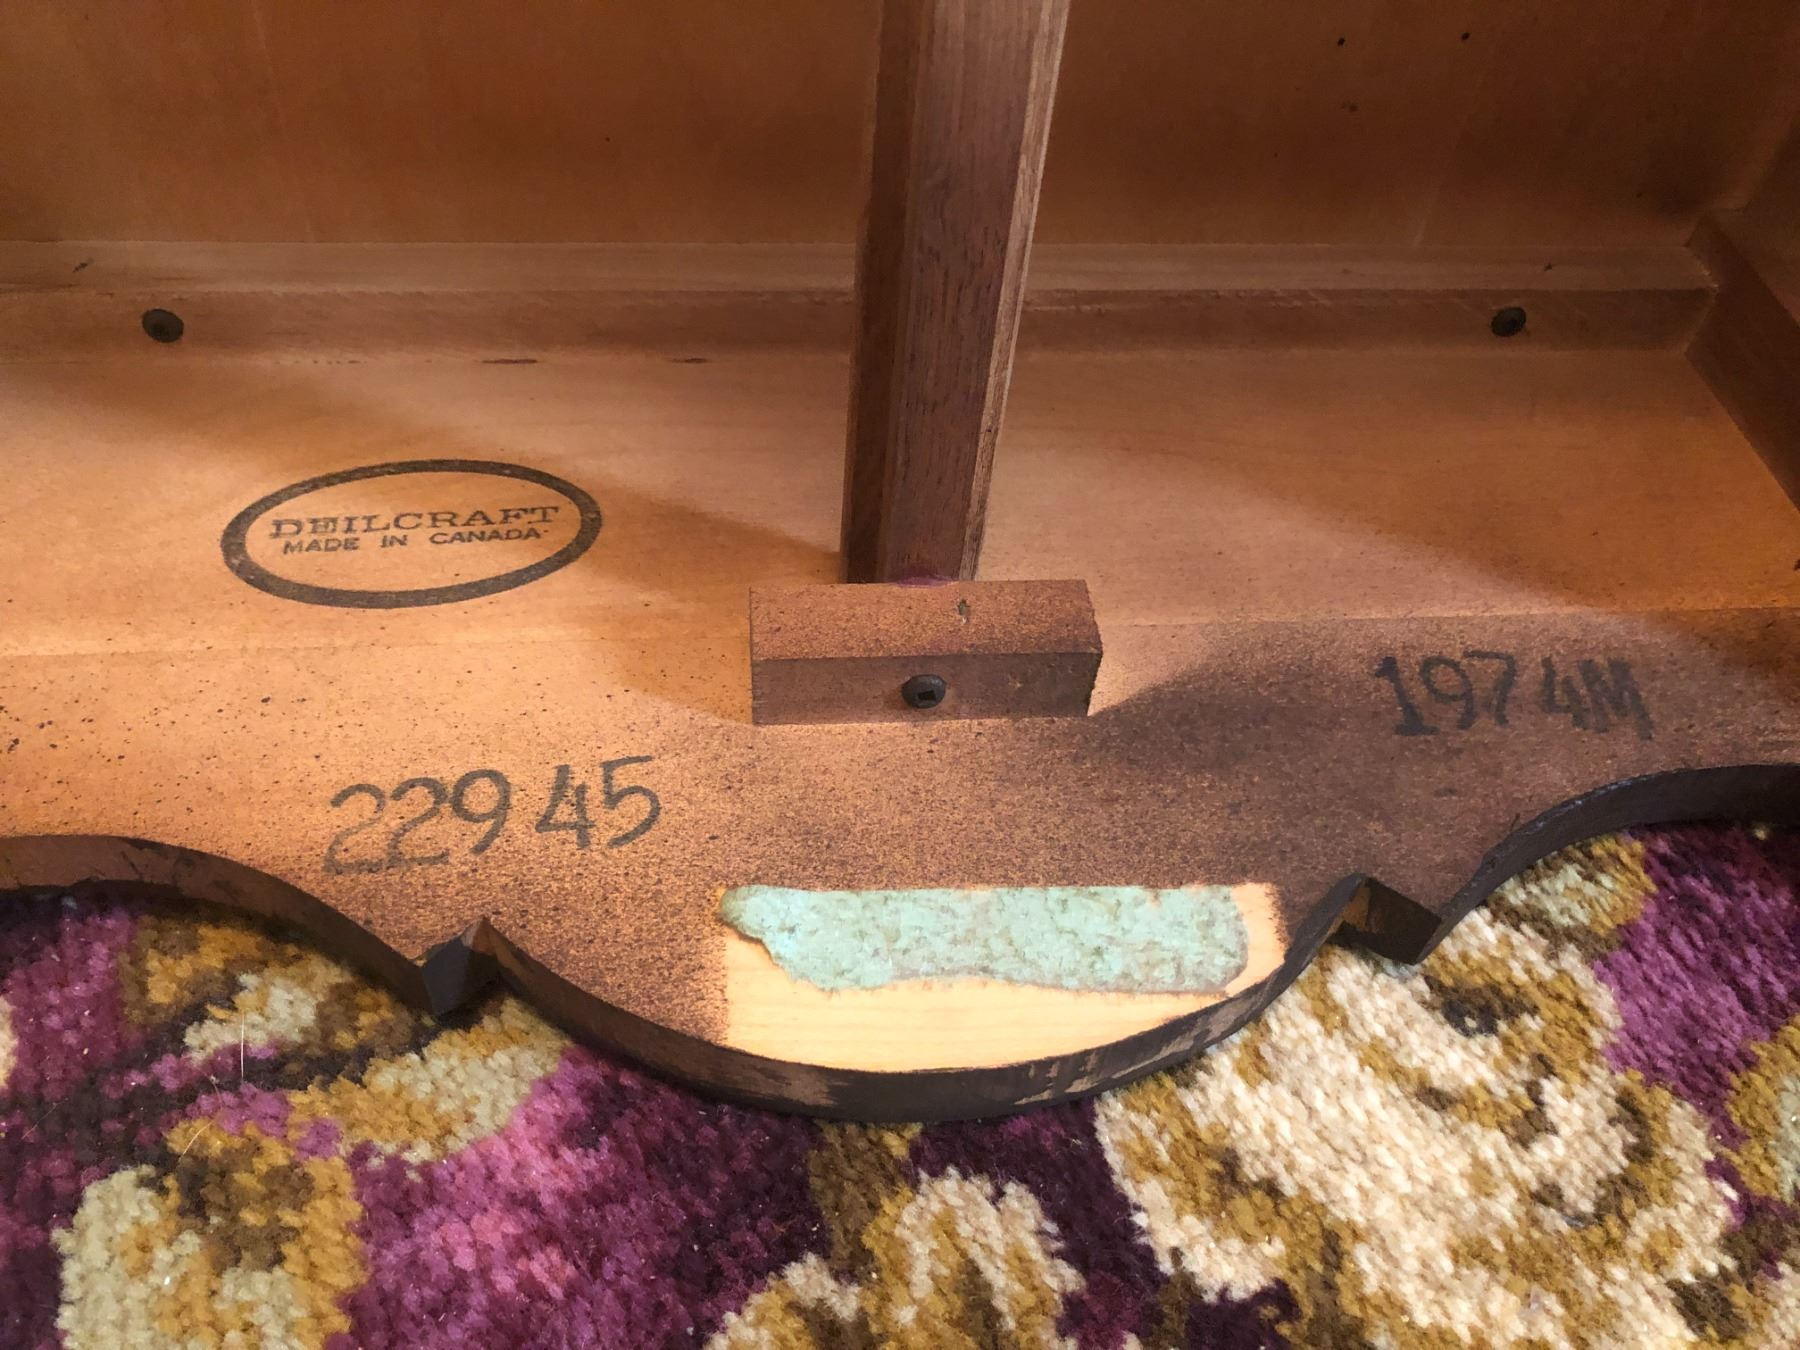 DEILCRAFT
MADE IN CANADA
1974M
22945